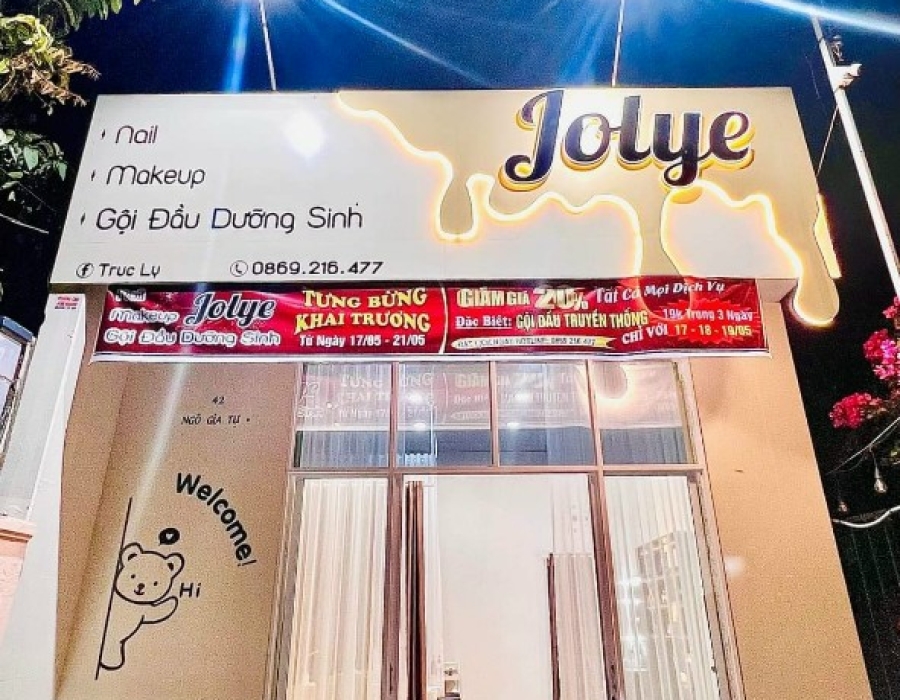 Jolye
Nail
Makeup
Gội Đầu Dưỡng Sinh
Truc Ly
0869.216.477
Makeup
Gội Đầu Dưỡng Sinh
Jolye
TƯNG BỪNG
KHAI TRƯƠNG
Từ Ngày 17/05 - 21/05
GIẢM GIÁ 20% Tất Cả Mọi Dịch Vụ
Đặc Biệt: GỘI ĐẦU TRUYỀN THỐNG
19k Trong 3 Ngày
CHỈ VỚI 17 - 18 - 19/05
42
NGÔ GIA TỰ
Welcome!
Hi